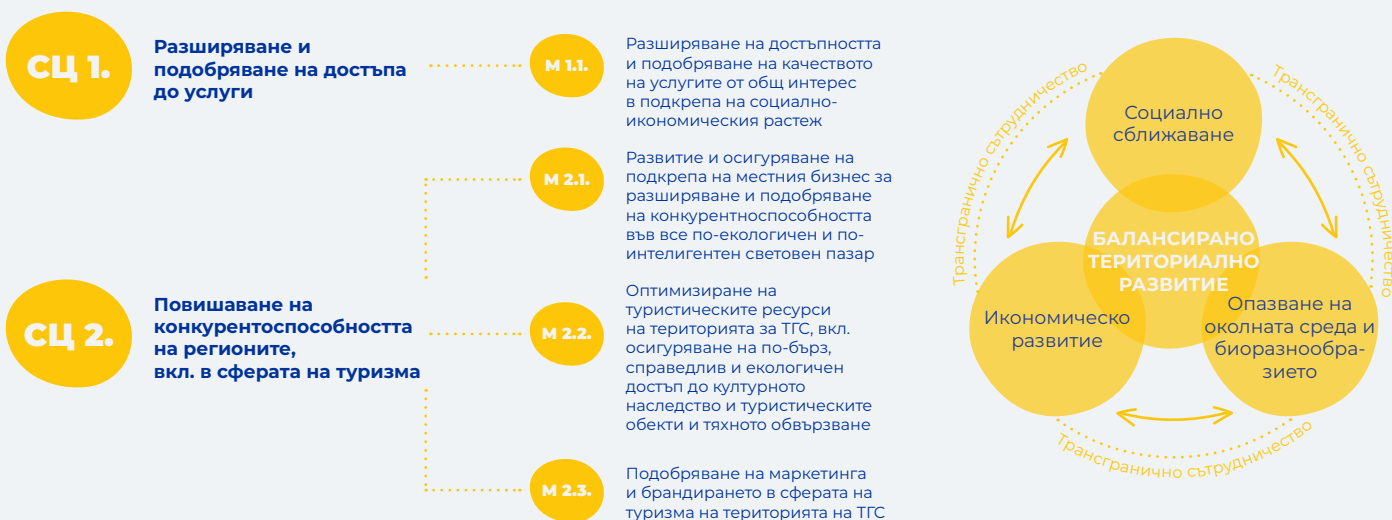 СЦ 1.
Разширяване и
подобряване на достъпа
до услуги
М 1.1.
Разширяване на достъпността
и подобряване на качеството
на услугите от общ интерес
в подкрепа на социално-
икономическия растеж
СЦ 2.
Повишаване на
конкурентоспособността
на регионите,
вкл. в сферата на туризма
М 2.1.
Развитие и осигуряване на
подкрепа на местния бизнес за
разширяване и подобряване
на конкурентноспособността
във все по-екологичен и по-
интелигентен световен пазар
М 2.2.
Оптимизиране на
туристическите ресурси
на територията за ТГС, вкл.
осигуряване на по-бърз,
справедлив и екологичен
достъп до културното
наследство и туристическите
обекти и тяхното обвързване
М 2.3.
Подобряване на маркетинга
и брандирането в сферата на
туризма на територията на ТГС
Трансгранично сътрудничество
Социално
сближаване
Трансгранично сътрудничество
БАЛАНСИРАНО
ТЕРИТОРИАЛНО
РАЗВИТИЕ
Икономическо
развитие
Опазване на
околната среда и
биоразнообра-
зието
Трансгранично сътрудничество